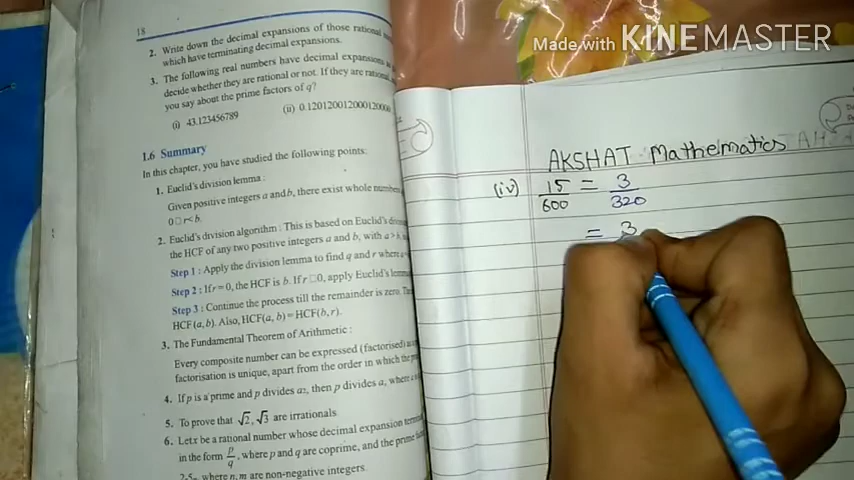 Made with KINEMASTER
18
2. Write down the decimal expansions of those rational
which have terminating decimal expansions.
3. The following real numbers have decimal expansions
decide whether they are rational or not. If they are rational,
you say about the prime factors of q?
(i) 43.123456789 (ii) 0.120120012000120000
1.6 Summary
In this chapter, you have studied the following points:
1. Euclid's division lemma :
Given positive integers a and b, there exist whole numbers
0 □ r < b.
2. Euclid's division algorithm : This is based on Euclid's
the HCF of any two positive integers a and b, with a > b,
Step 1 : Apply the division lemma to find q and r where
Step 2 : If r = 0, the HCF is b. If r □ 0, apply Euclid's lemma
Step 3 : Continue the process till the remainder is zero.
HCF (a, b). Also, HCF(a, b) = HCF(b, r).
3. The Fundamental Theorem of Arithmetic :
Every composite number can be expressed (factorised)
factorisation is unique, apart from the order in which the
4. If p is a prime and p divides a2, then p divides a, where
5. To prove that √2, √3 are irrationals.
6. Let x be a rational number whose decimal expansion
in the form p/q, where p and q are coprime, and the prime
where n, m are non-negative integers.
AKSHAT Mathematics
(iv) 15/600 = 3/320
= 3